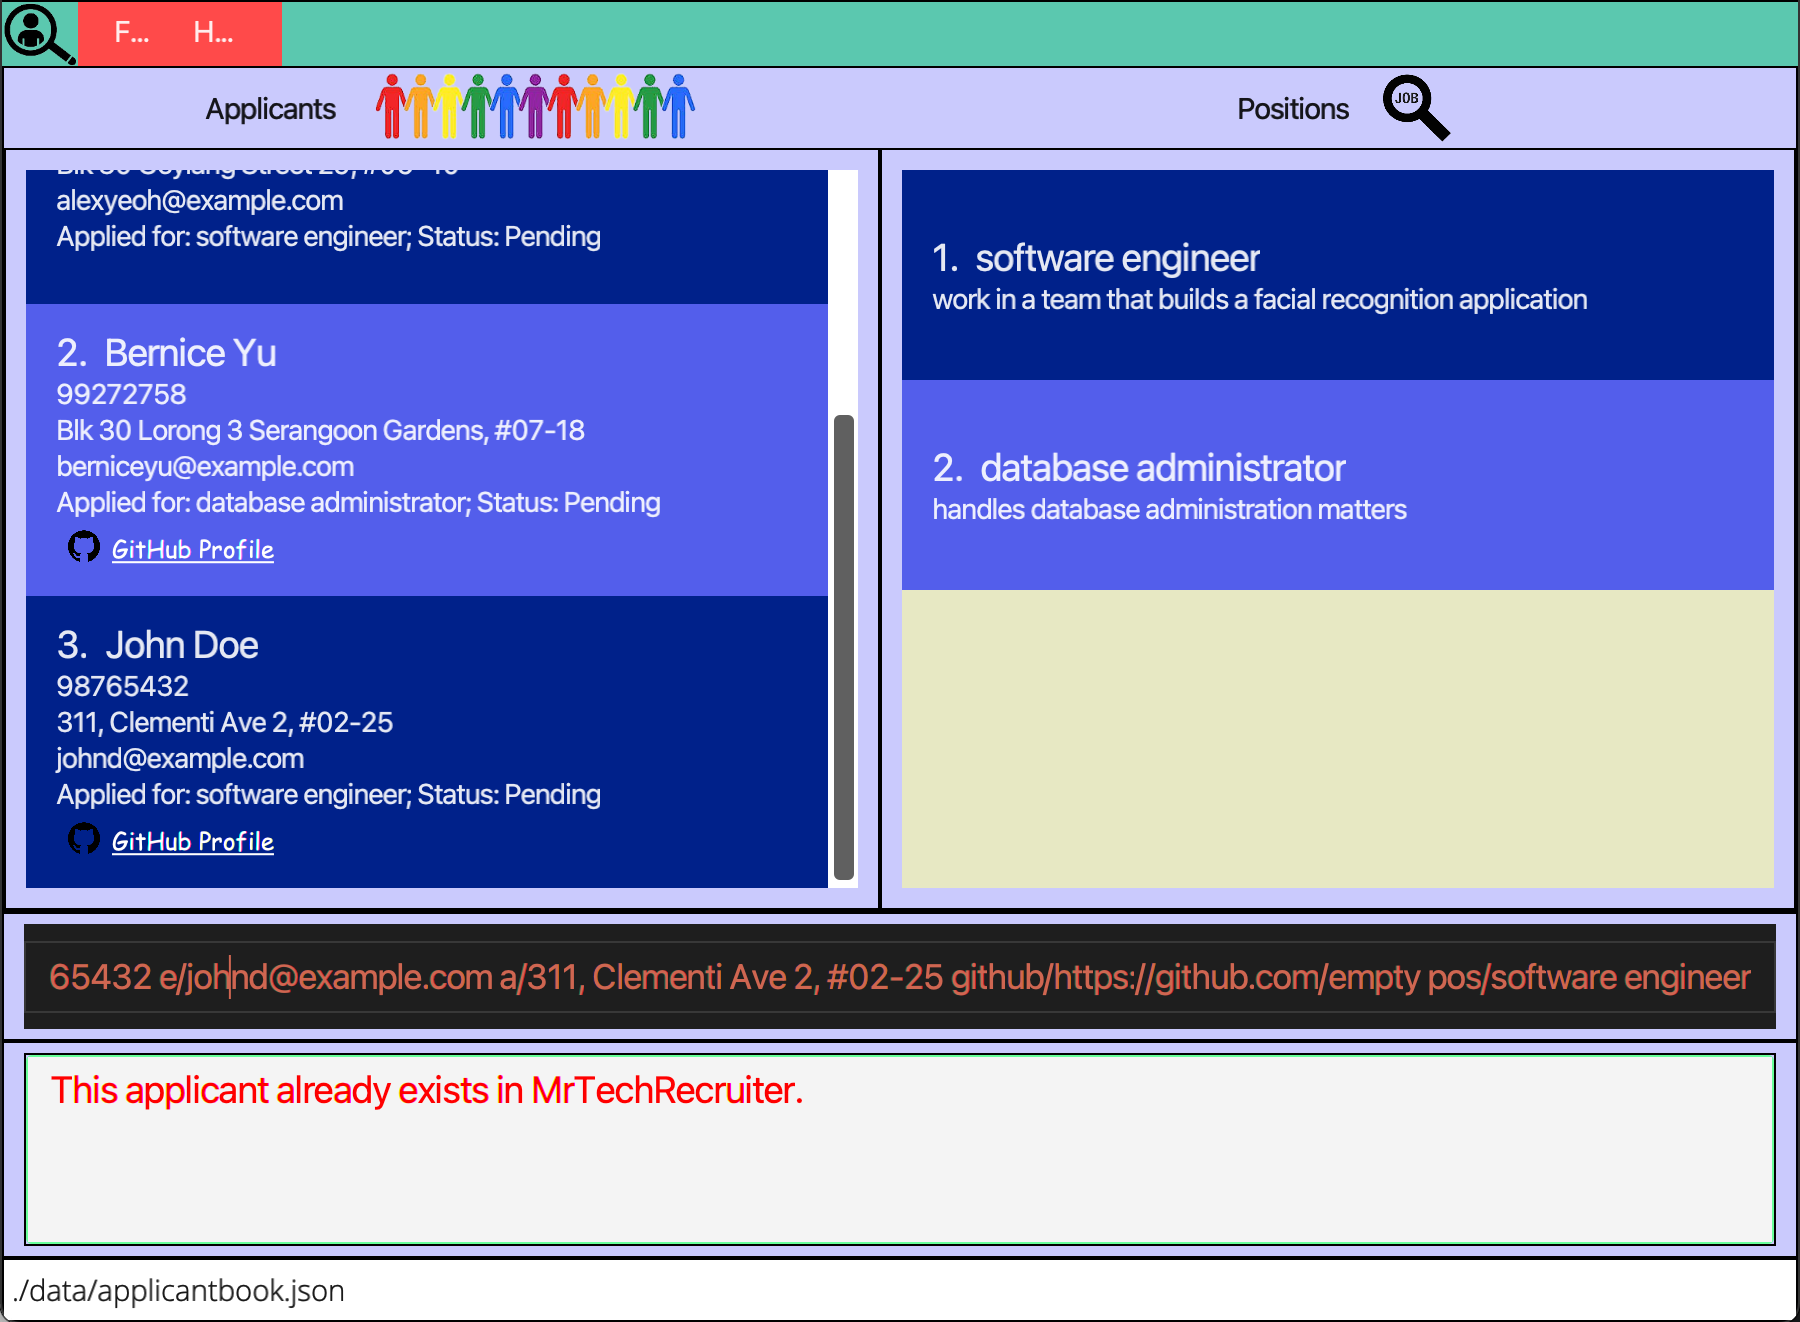 F... H...
Applicants
Positions
JOB
alexyeoh@example.com
Applied for: software engineer; Status: Pending
2. Bernice Yu
99272758
Blk 30 Lorong 3 Serangoon Gardens, #07-18
berniceyu@example.com
Applied for: database administrator; Status: Pending
GitHub Profile
3. John Doe
98765432
311, Clementi Ave 2, #02-25
johnd@example.com
Applied for: software engineer; Status: Pending
GitHub Profile
1. software engineer
work in a team that builds a facial recognition application
2. database administrator
handles database administration matters
65432 e/johnd@example.com a/311, Clementi Ave 2, #02-25 github/https://github.com/empty pos/software engineer
This applicant already exists in MrTechRecruiter.
./data/applicantbook.json